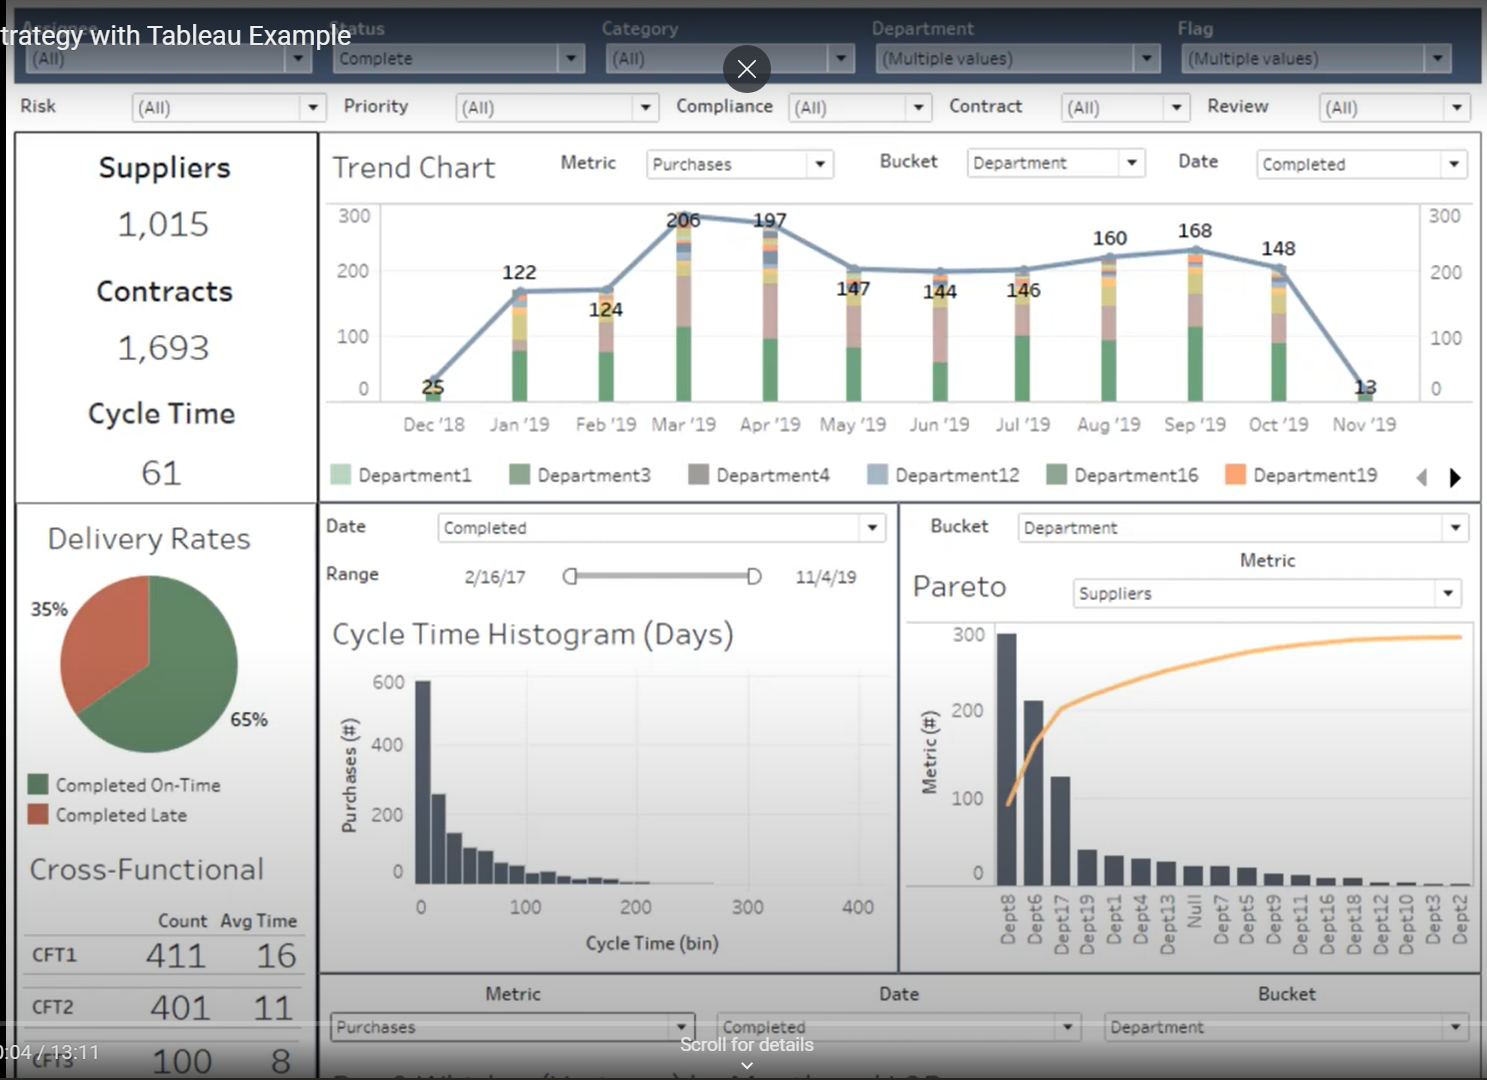 trategy with Tableau Example
Assignee Status Category Department Flag
(All) Complete (All) (Multiple values) (Multiple values)
Risk (All) Priority (All) Compliance (All) Contract (All) Review (All)
Suppliers
1,015
Contracts
1,693
Cycle Time
61
Trend Chart Metric Purchases Bucket Department Date Completed
300 206 197 300
200 122 124 147 144 146 160 168 148 200
100 100
0 25 13 0
Dec '18 Jan '19 Feb '19 Mar '19 Apr '19 May '19 Jun '19 Jul '19 Aug '19 Sep '19 Oct '19 Nov '19
Department1 Department3 Department4 Department12 Department16 Department19
Delivery Rates
35%
65%
Completed On-Time
Completed Late
Cross-Functional
Count Avg Time
CFT1 411 16
CFT2 401 11
CFT3 100 8
0:04 / 13:11
Date Completed
Range 2/16/17 11/4/19
Cycle Time Histogram (Days)
Purchases (#)
600
400
200
0
0 100 200 300 400
Cycle Time (bin)
Bucket Department
Metric
Pareto Suppliers
Metric (#)
300
200
100
0
Dept8 Dept6 Dept17 Dept19 Dept1 Dept4 Dept13 Null Dept7 Dept5 Dept9 Dept11 Dept16 Dept18 Dept12 Dept10 Dept3 Dept2
Metric Date Bucket
Purchases Completed Department
Scroll for details